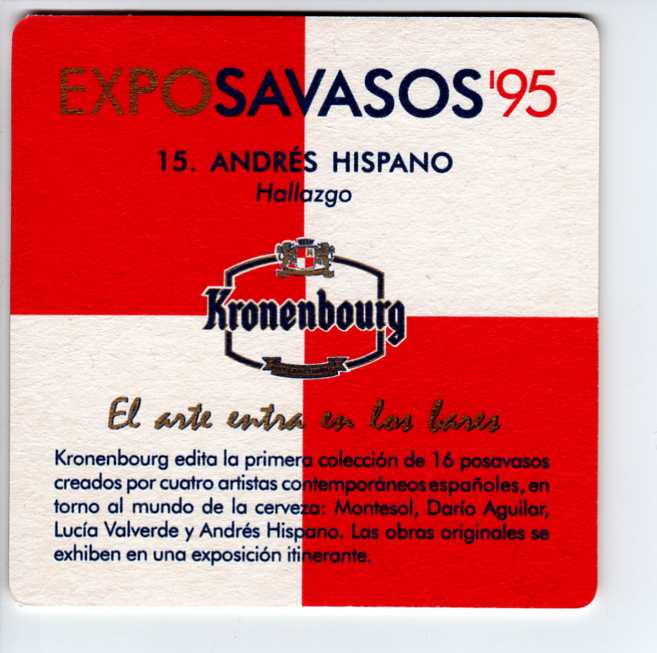 EXPOSAVASOS'95
15. ANDRÉS HISPANO
Hallazgo
Kronenbourg
El arte entra en los bares
Kronenbourg edita la primera colección de 16 posavasos
creados por cuatro artistas contemporáneos españoles, en
torno al mundo de la cerveza: Montesol, Darío Aguilar,
Lucía Valverde y Andrés Hispano. Las obras originales se
exhiben en una exposición itinerante.